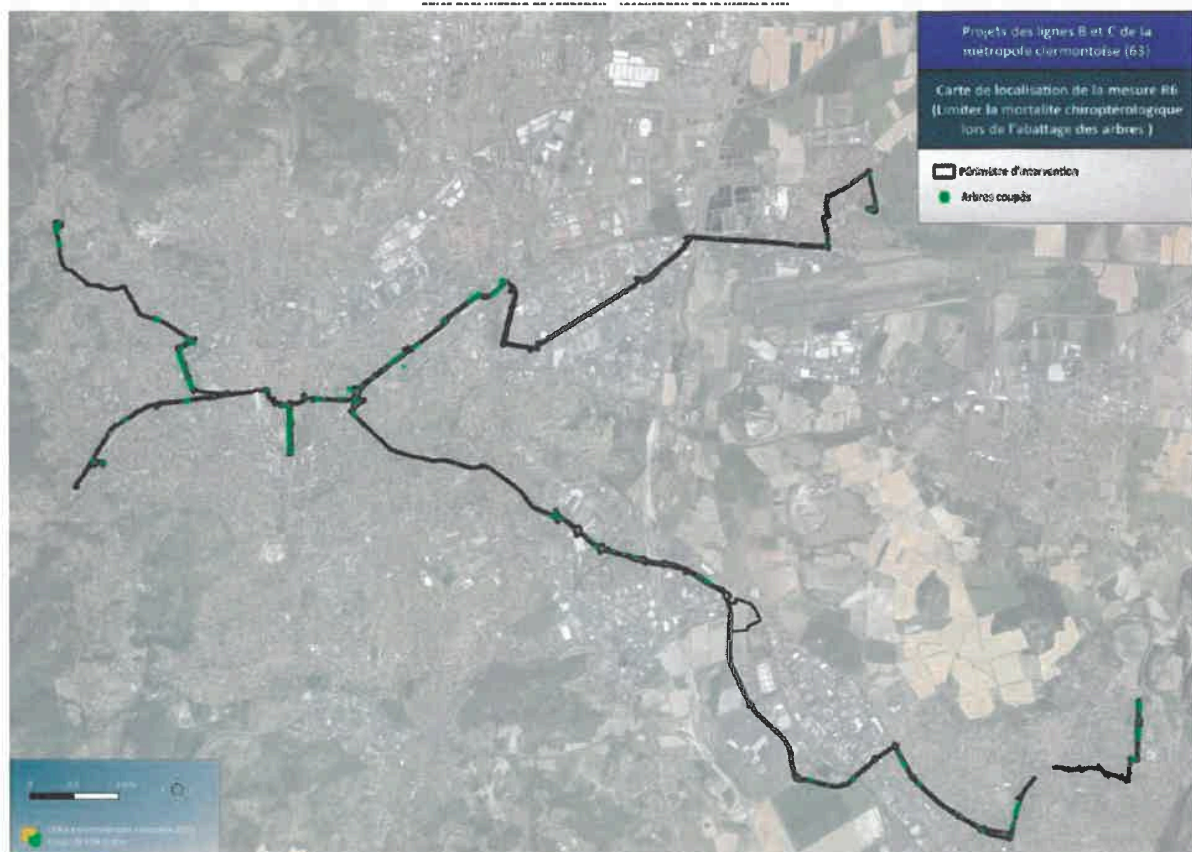 Projets des lignes B et C de la
métropole clermontoise (63)
Carte de localisation de la mesure R6
(Limiter la mortalité chiroptérologique
lors de l'abattage des arbres )
Périmètre d'intervention
Arbres coupés